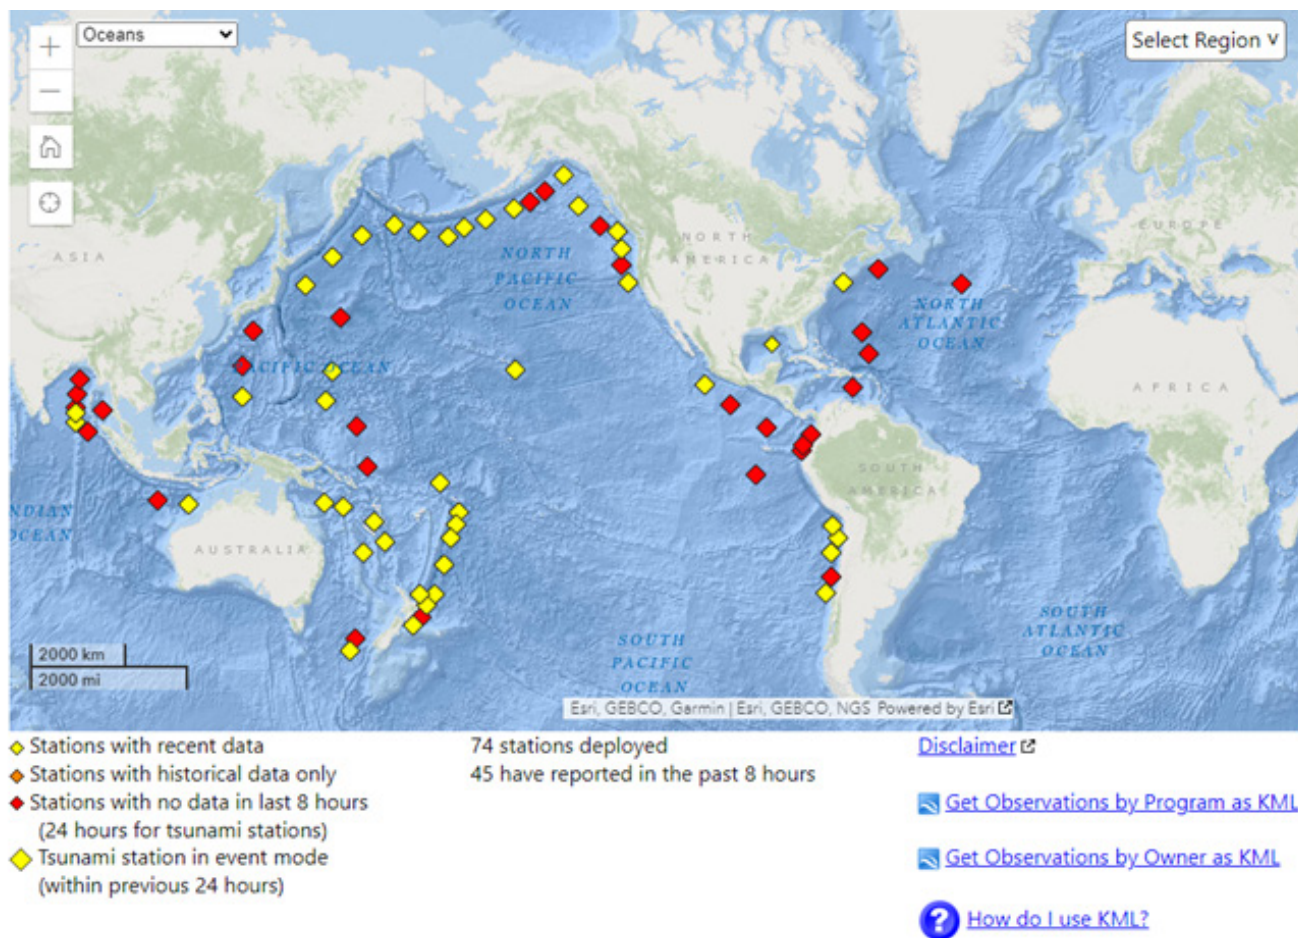 +
Oceans
Select Region v
−
NORTH
AMERICA
EUROPE
ASIA
NORTH
PACIFIC
OCEAN
NORTH
ATLANTIC
OCEAN
PACIFIC OCEAN
AFRICA
SOUTH
AMERICA
INDIAN
OCEAN
AUSTRALIA
SOUTH
PACIFIC
OCEAN
SOUTH
ATLANTIC
OCEAN
2000 km
2000 mi
Esri, GEBCO, Garmin | Esri, GEBCO, NGS Powered by Esri
Stations with recent data
Stations with historical data only
Stations with no data in last 8 hours
(24 hours for tsunami stations)
Tsunami station in event mode
(within previous 24 hours)
74 stations deployed
45 have reported in the past 8 hours
Disclaimer
Get Observations by Program as KML
Get Observations by Owner as KML
? How do I use KML?